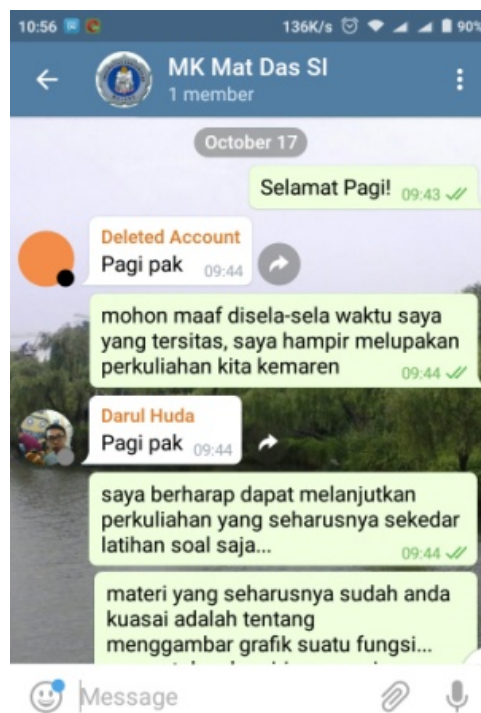 10:56
136K/s
90%
MK Mat Das SI
1 member
October 17
Selamat Pagi! 09:43
Deleted Account
Pagi pak 09:44
mohon maaf disela-sela waktu saya
yang tersitas, saya hampir melupakan
perkuliahan kita kemaren 09:44
Darul Huda
Pagi pak 09:44
saya berharap dapat melanjutkan
perkuliahan yang seharusnya sekedar
latihan soal saja... 09:44
materi yang seharusnya sudah anda
kuasai adalah tentang
menggambar grafik suatu fungsi...
Message